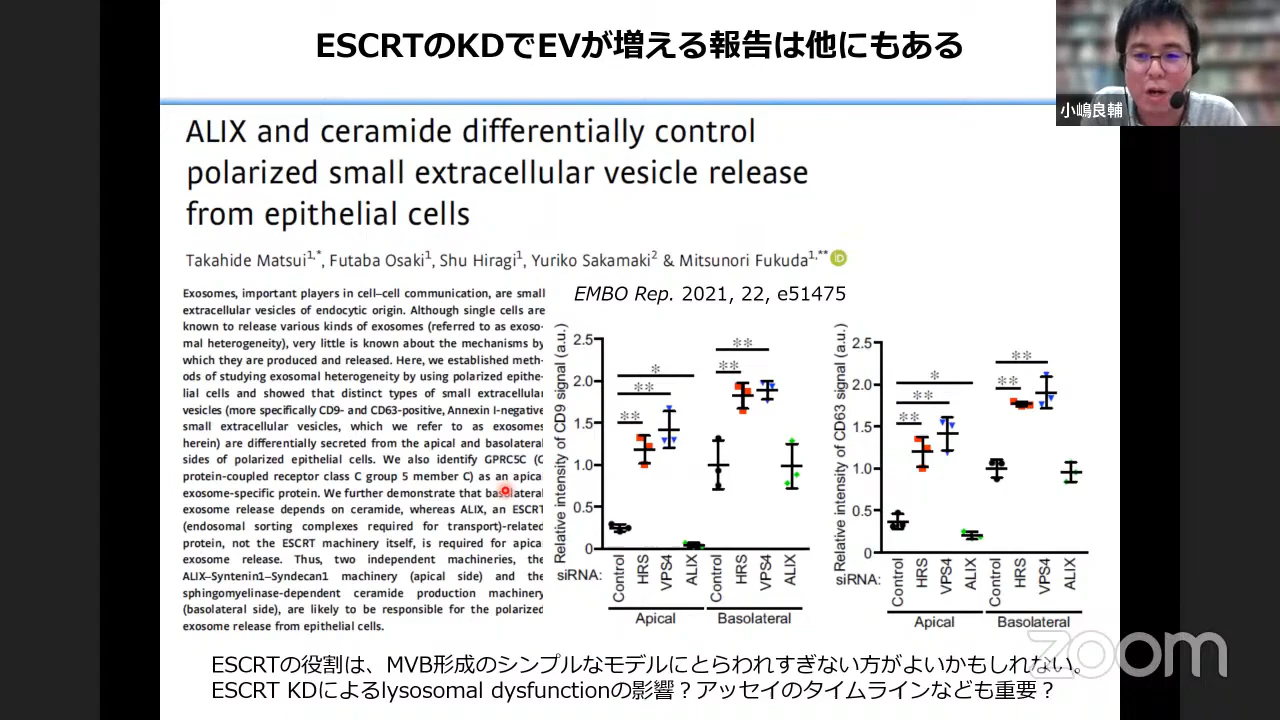 ESCRTのKDでEVが増える報告は他にもある
小嶋良輔
ALIX and ceramide differentially control
polarized small extracellular vesicle release
from epithelial cells
Takahide Matsui1,*, Futaba Osaki1, Shu Hiragi1, Yuriko Sakamaki2 & Mitsunori Fukuda1,** iD
Exosomes, important players in cell–cell communication, are small
extracellular vesicles of endocytic origin. Although single cells are
known to release various kinds of exosomes (referred to as exoso-
mal heterogeneity), very little is known about the mechanisms by
which they are produced and released. Here, we established meth-
ods of studying exosomal heterogeneity by using polarized epithe-
lial cells and showed that distinct types of small extracellular
vesicles (more specifically CD9- and CD63-positive, Annexin I-negative
small extracellular vesicles, which we refer to as exosomes
herein) are differentially secreted from the apical and basolateral
sides of polarized epithelial cells. We also identify GPRC5C (G
protein-coupled receptor class C group 5 member C) as an apical
exosome-specific protein. We further demonstrate that basolateral
exosome release depends on ceramide, whereas ALIX, an ESCRT
(endosomal sorting complexes required for transport)-related
protein, not the ESCRT machinery itself, is required for apical
exosome release. Thus, two independent machineries, the
ALIX–Syntenin1–Syndecan1 machinery (apical side) and the
sphingomyelinase-dependent ceramide production machinery
(basolateral side), are likely to be responsible for the polarized
exosome release from epithelial cells.
EMBO Rep. 2021, 22, e51475
Relative intensity of CD9 signal (a.u.)
2.5
2.0
1.5
1.0
0.5
0
** ** * ** **
siRNA: Control HRS VPS4 ALIX Control HRS VPS4 ALIX
Apical Basolateral
Relative intensity of CD63 signal (a.u.)
2.5
2.0
1.5
1.0
0.5
0
** ** * ** **
siRNA: Control HRS VPS4 ALIX Control HRS VPS4 ALIX
Apical Basolateral
ESCRTの役割は、MVB形成のシンプルなモデルにとらわれすぎない方がよいかもしれない。
ESCRT KDによるlysosomal dysfunctionの影響？アッセイのタイムラインなども重要？
zoom